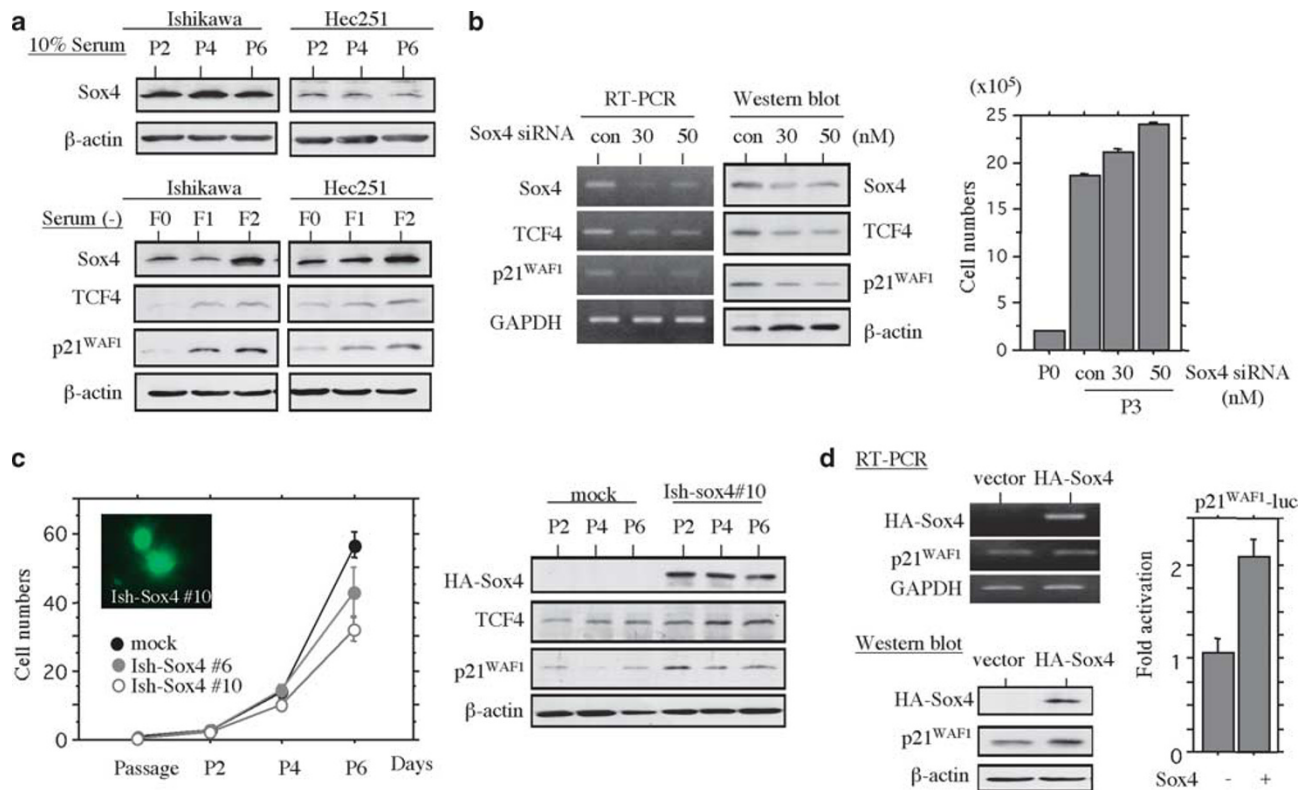 a
Ishikawa Hec251
10% Serum P2 P4 P6 P2 P4 P6
Sox4
β-actin
Ishikawa Hec251
Serum (-) F0 F1 F2 F0 F1 F2
Sox4
TCF4
p21WAF1
β-actin
b
RT-PCR Western blot
Sox4 siRNA con 30 50 con 30 50 (nM)
Sox4 Sox4
TCF4 TCF4
p21WAF1 p21WAF1
GAPDH β-actin
(x10⁵)
Cell numbers
25
20
15
10
5
0
P0 con 30 50 Sox4 siRNA
P3 (nM)
c
Cell numbers
60
40
20
0
Ish-Sox4 #10
mock
Ish-Sox4 #6
Ish-Sox4 #10
Passage P2 P4 P6 Days
mock Ish-sox4#10
P2 P4 P6 P2 P4 P6
HA-Sox4
TCF4
p21WAF1
β-actin
d
RT-PCR
vector HA-Sox4
HA-Sox4
p21WAF1
GAPDH
Western blot
vector HA-Sox4
HA-Sox4
p21WAF1
β-actin
p21WAF1-luc
Fold activation
2
1
0
Sox4 - +